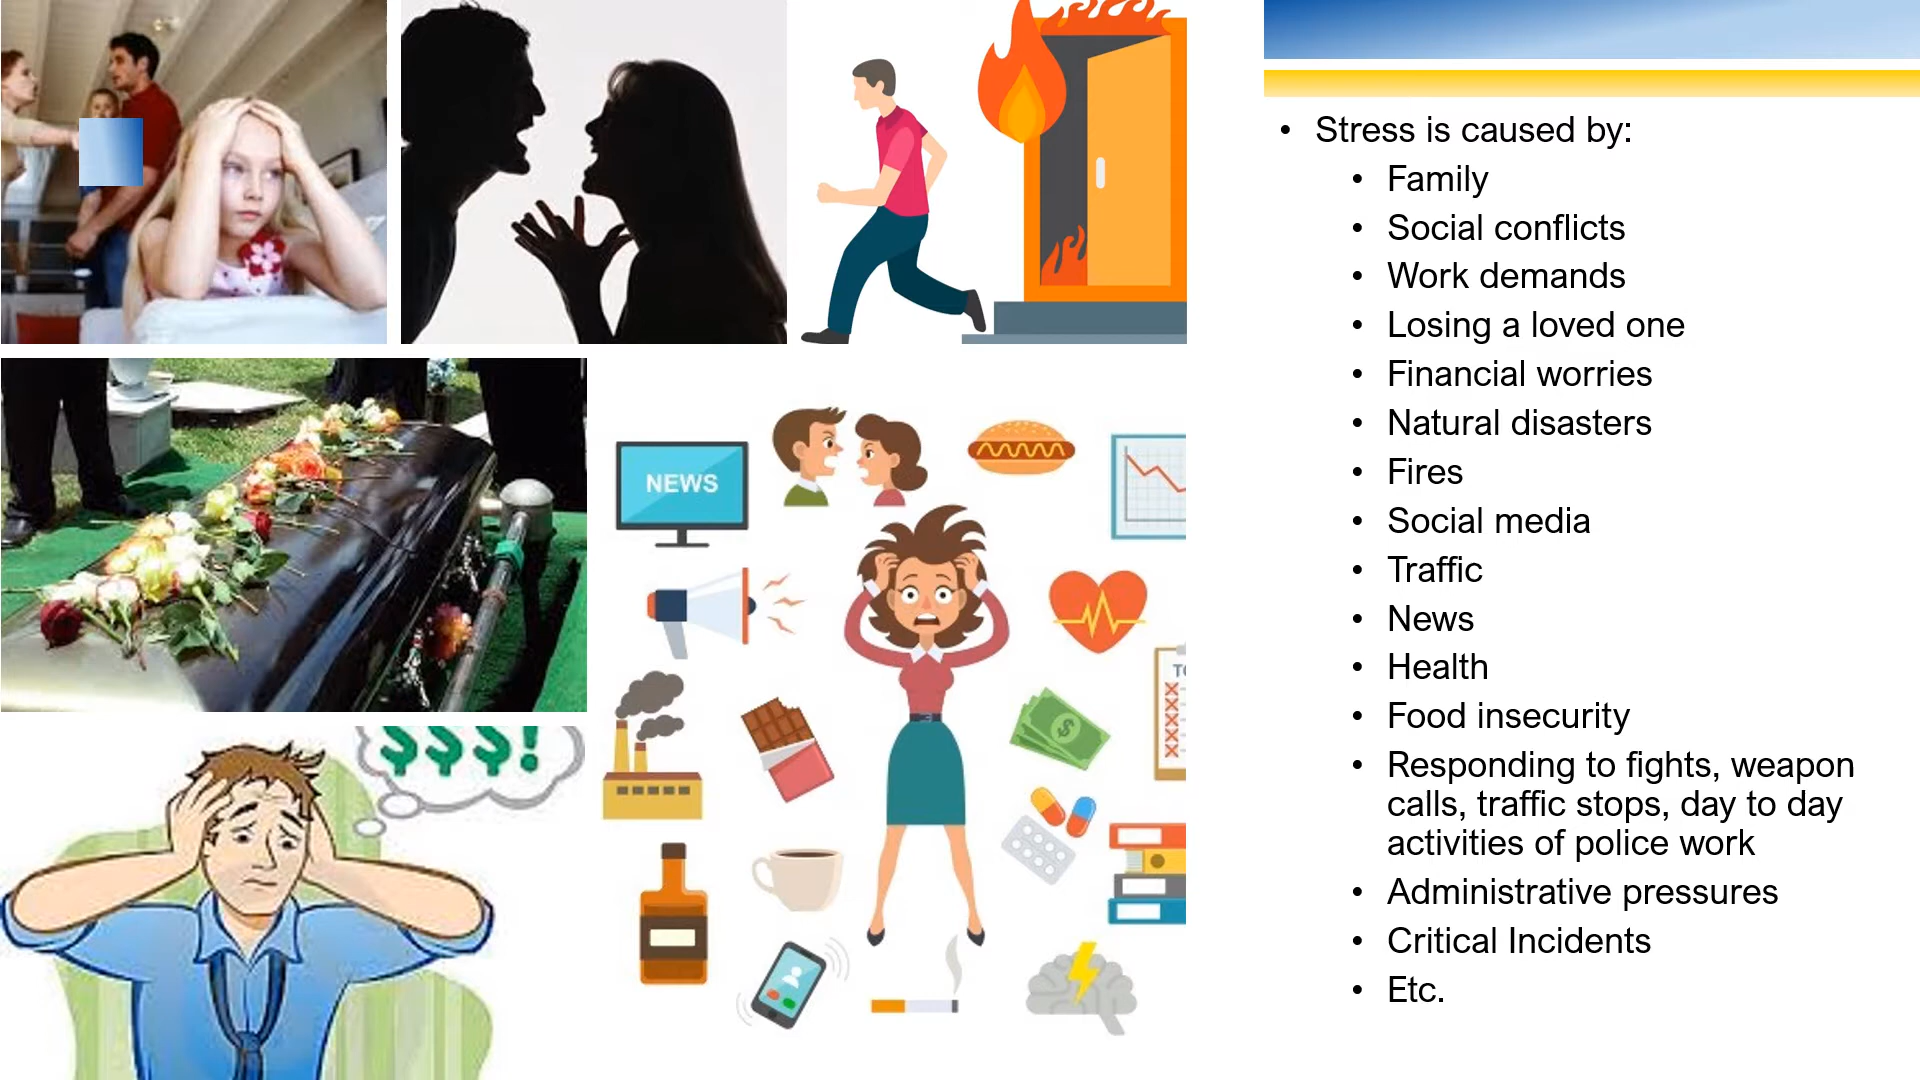 NEWS
TO
$$$!
$
• Stress is caused by:
• Family
• Social conflicts
• Work demands
• Losing a loved one
• Financial worries
• Natural disasters
• Fires
• Social media
• Traffic
• News
• Health
• Food insecurity
• Responding to fights, weapon
calls, traffic stops, day to day
activities of police work
• Administrative pressures
• Critical Incidents
• Etc.